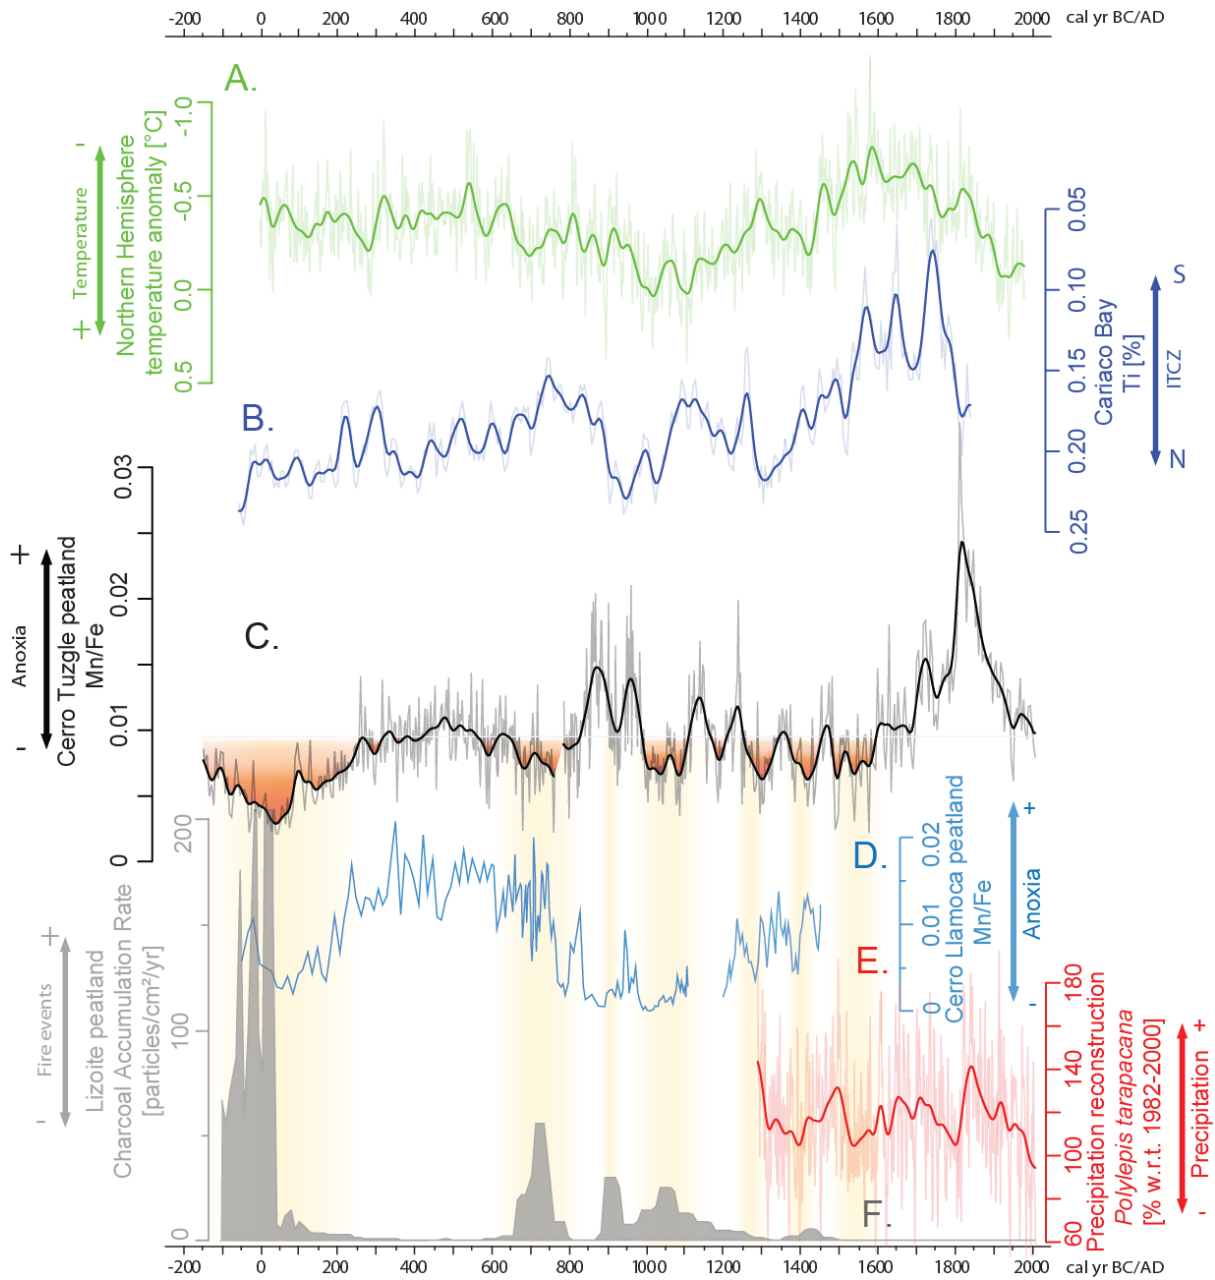 -200 0 200 400 600 800 1000 1200 1400 1600 1800 2000 cal yr BC/AD
A.
-1.0
-0.5
0.0
0.5
- Temperature +
Northern Hemisphere
temperature anomaly [°C]
B.
0.05
0.10
0.15
0.20
0.25
Cariaco Bay
Ti [%]
S
ITCZ
N
C.
0.03
0.02
0.01
0
+
Anoxia
-
Cerro Tuzgle peatland
Mn/Fe
D.
0.02
0.01
0
Cerro Llamoca peatland
Mn/Fe
+
Anoxia
-
200
100
0
+
Fire events
-
Lizoite peatland
Charcoal Accumulation Rate
[particles/cm²/yr]
E.
180
140
100
60
Precipitation reconstruction
Polylepis tarapacana
[% w.r.t. 1982-2000]
+
Precipitation
-
F.
-200 0 200 400 600 800 1000 1200 1400 1600 1800 2000 cal yr BC/AD